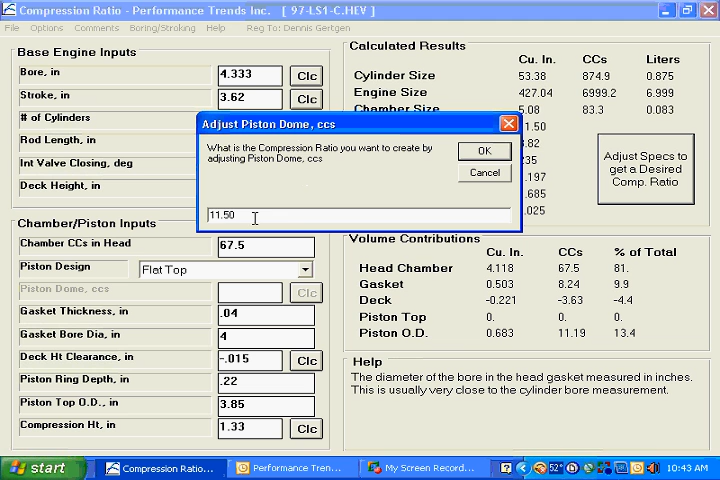 Compression Ratio - Performance Trends Inc. [ 97-LS1-C.HEV ]
File Options Comments Boring/Stroking Help Reg To: Dennis Gertgen
Base Engine Inputs
Bore, in 4.333 Clc
Stroke, in 3.62 Clc
# of Cylinders
Rod Length, in
Int Valve Closing, deg
Deck Height, in
Chamber/Piston Inputs
Chamber CCs in Head 67.5
Piston Design Flat Top
Piston Dome, ccs Clc
Gasket Thickness, in .04
Gasket Bore Dia, in 4
Deck Ht Clearance, in -.015 Clc
Piston Ring Depth, in .22
Piston Top O.D., in 3.85
Compression Ht, in 1.33 Clc
Adjust Piston Dome, ccs
What is the Compression Ratio you want to create by
adjusting Piston Dome, ccs
OK
Cancel
11.50
Calculated Results
Cu. In. CCs Liters
Cylinder Size 53.38 874.9 0.875
Engine Size 427.04 6999.2 6.999
Chamber Size 5.08 83.3 0.083
1.50
.82
235
.197
.685
.025
Adjust Specs to
get a Desired
Comp. Ratio
Volume Contributions
Cu. In. CCs % of Total
Head Chamber 4.118 67.5 81.
Gasket 0.503 8.24 9.9
Deck -0.221 -3.63 -4.4
Piston Top 0. 0. 0.
Piston O.D. 0.683 11.19 13.4
Help
The diameter of the bore in the head gasket measured in inches.
This is usually very close to the cylinder bore measurement.
start Compression Ratio... Performance Tren... My Screen Record... 52° 10:43 AM